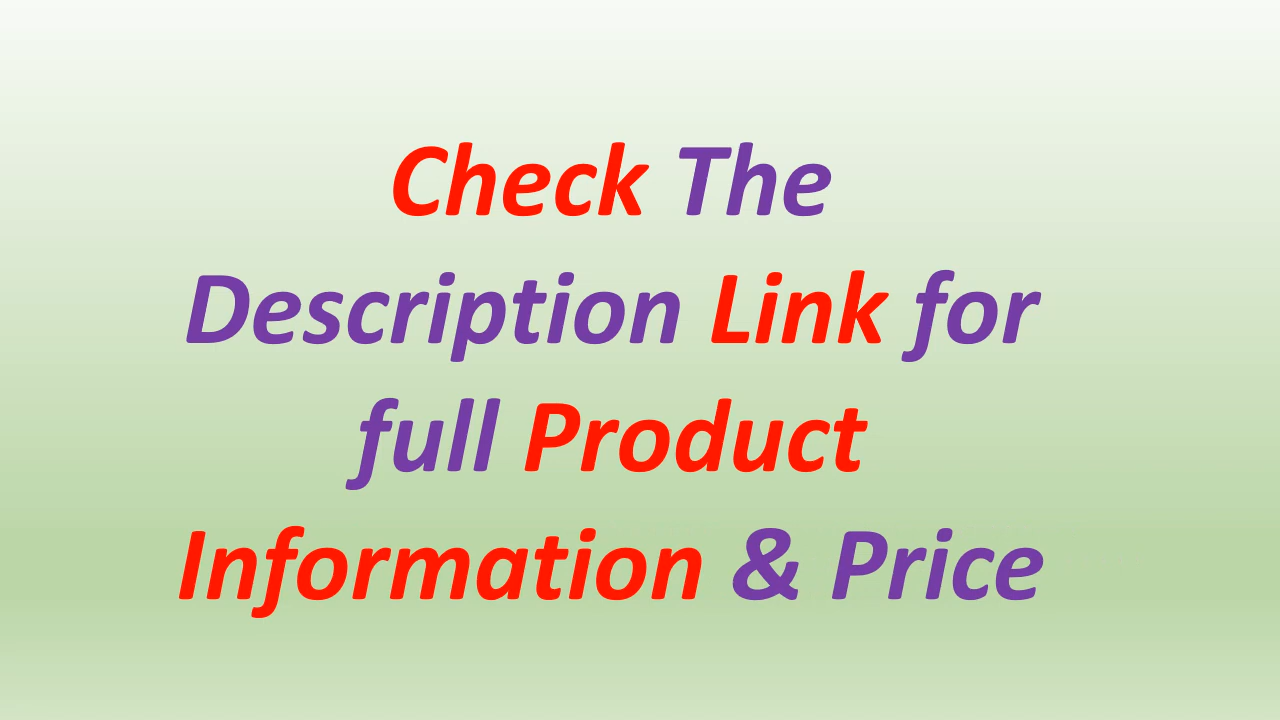 Check The
Description Link for
full Product
Information & Price